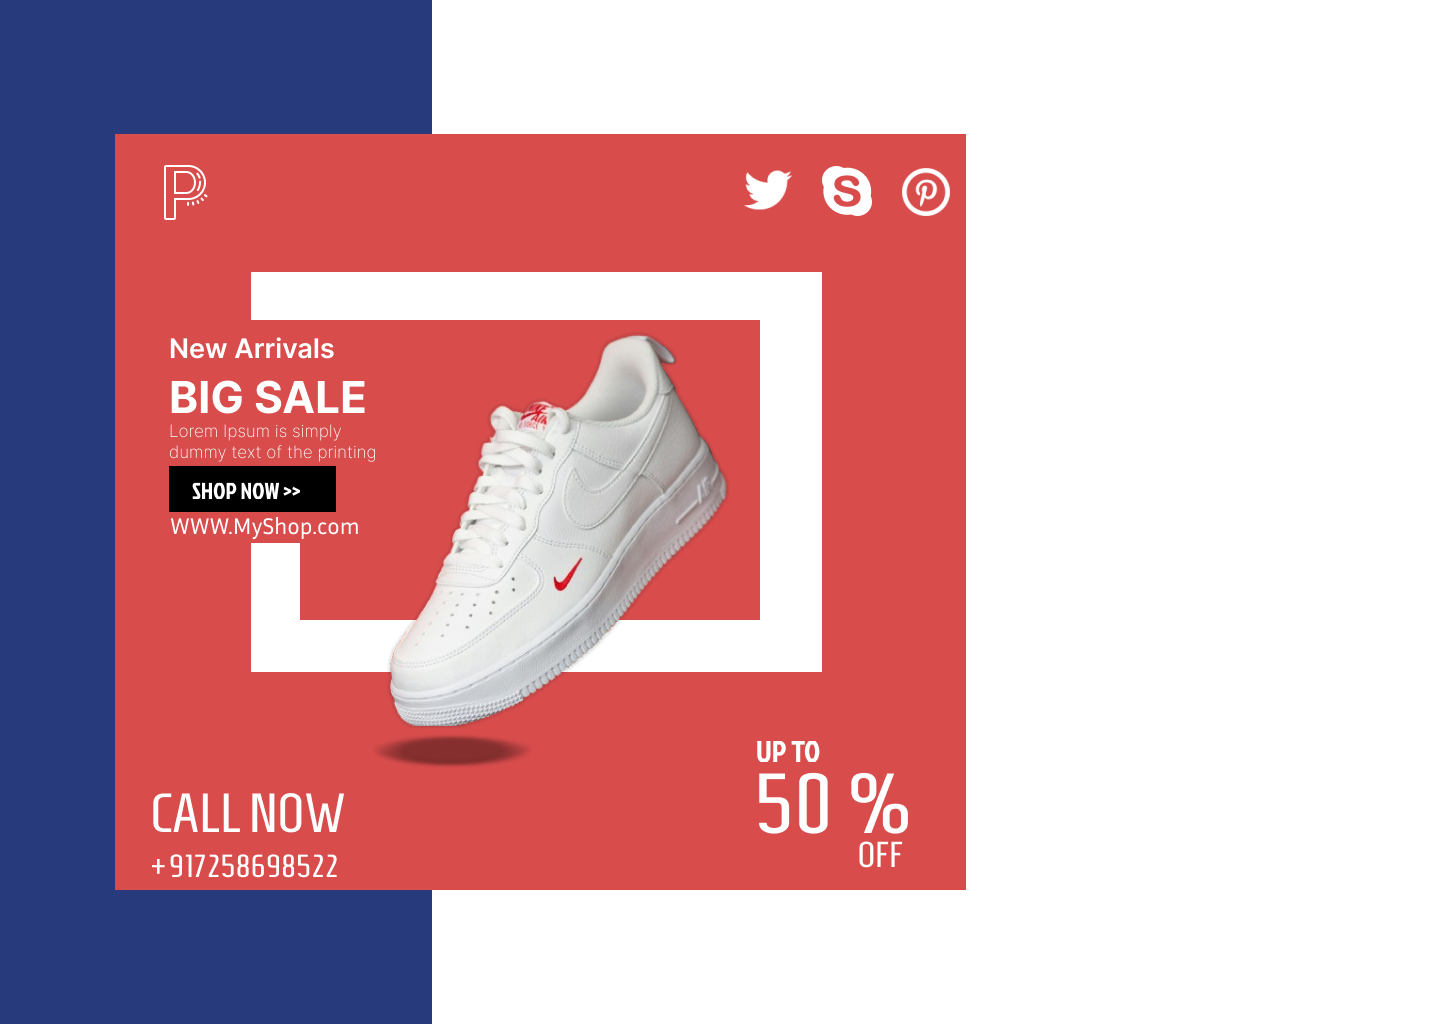 P
New Arrivals
BIG SALE
Lorem Ipsum is simply
dummy text of the printing
SHOP NOW >>
WWW.MyShop.com
AIR
UP TO
50 %
OFF
CALL NOW
+917258698522